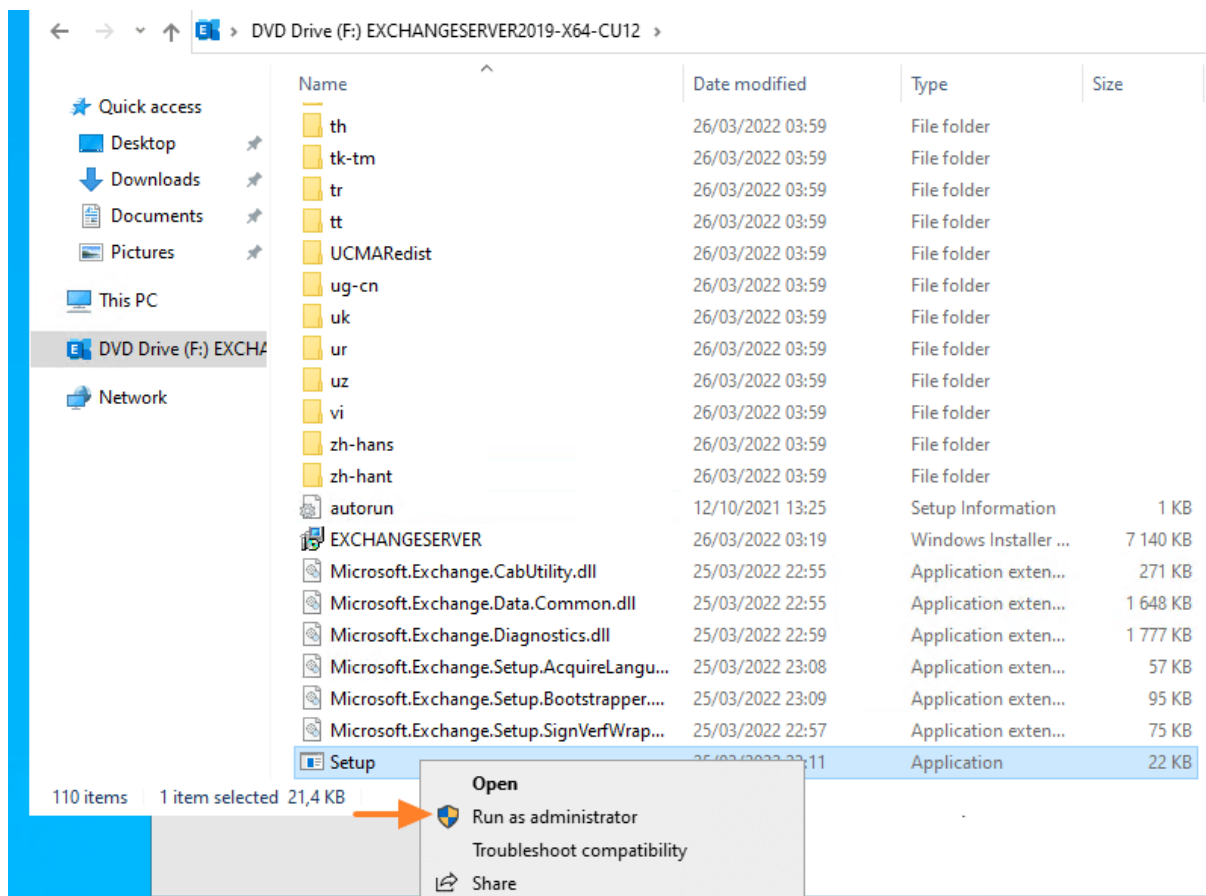 DVD Drive (F:) EXCHANGESERVER2019-X64-CU12
Name Date modified Type Size
Quick access
Desktop
Downloads
Documents
Pictures
This PC
DVD Drive (F:) EXCHA
Network
th 26/03/2022 03:59 File folder
tk-tm 26/03/2022 03:59 File folder
tr 26/03/2022 03:59 File folder
tt 26/03/2022 03:59 File folder
UCMARedist 26/03/2022 03:59 File folder
ug-cn 26/03/2022 03:59 File folder
uk 26/03/2022 03:59 File folder
ur 26/03/2022 03:59 File folder
uz 26/03/2022 03:59 File folder
vi 26/03/2022 03:59 File folder
zh-hans 26/03/2022 03:59 File folder
zh-hant 26/03/2022 03:59 File folder
autorun 12/10/2021 13:25 Setup Information 1 KB
EXCHANGESERVER 26/03/2022 03:19 Windows Installer ... 7 140 KB
Microsoft.Exchange.CabUtility.dll 25/03/2022 22:55 Application exten... 271 KB
Microsoft.Exchange.Data.Common.dll 25/03/2022 22:55 Application exten... 1 648 KB
Microsoft.Exchange.Diagnostics.dll 25/03/2022 22:59 Application exten... 1 777 KB
Microsoft.Exchange.Setup.AcquireLangu... 25/03/2022 23:08 Application exten... 57 KB
Microsoft.Exchange.Setup.Bootstrapper.... 25/03/2022 23:09 Application exten... 95 KB
Microsoft.Exchange.Setup.SignVerfWrap... 25/03/2022 22:57 Application exten... 75 KB
Setup Application 22 KB
110 items 1 item selected 21,4 KB
Open
Run as administrator
Troubleshoot compatibility
Share